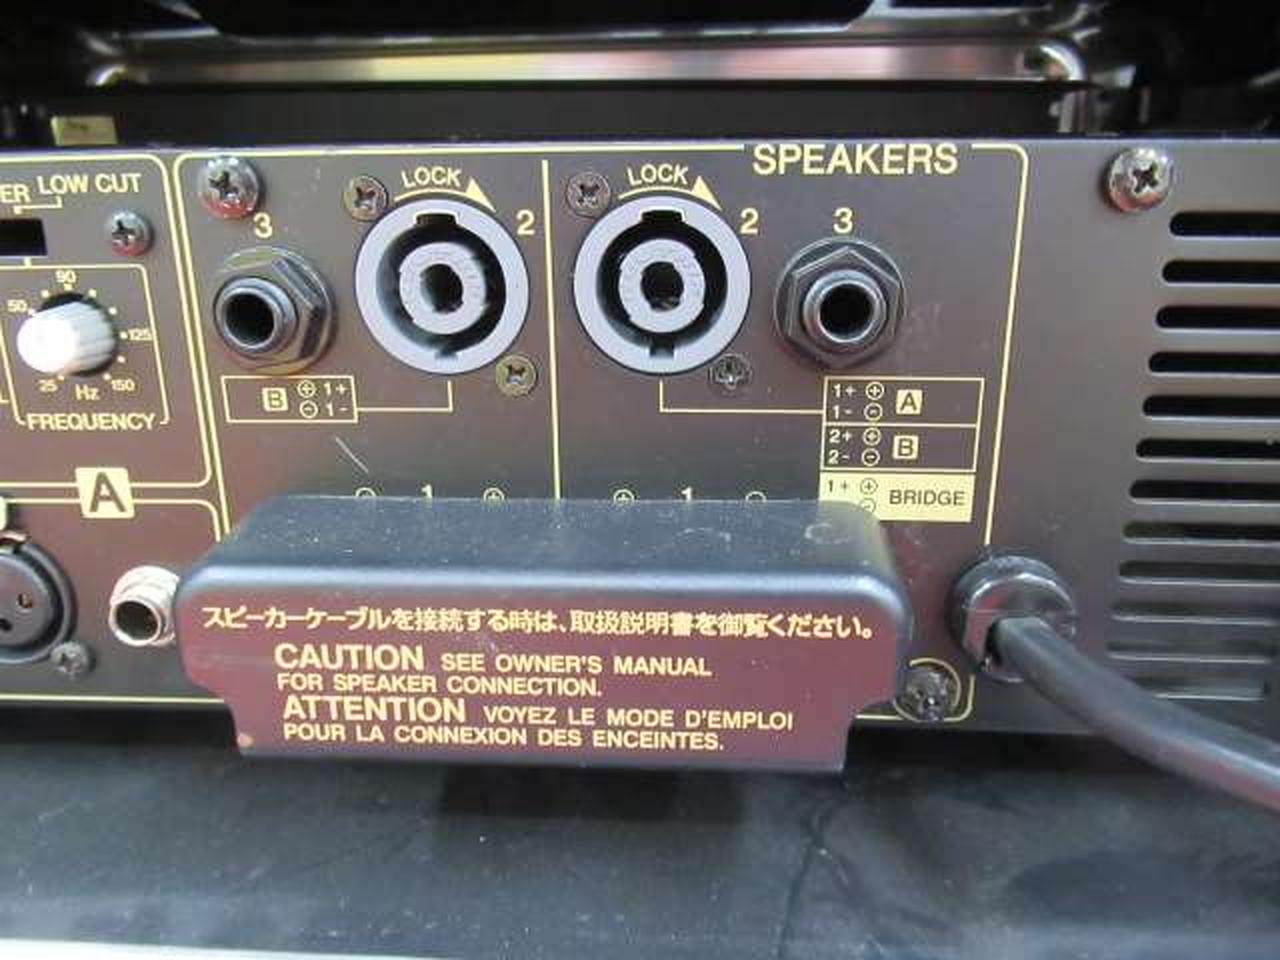 SPEAKERS
LOW CUT
LOCK
LOCK
3
2
2
3
90
50
125
25
Hz
150
FREQUENCY
B 1+
1-
1+ A
1-
2+ B
2-
1+ BRIDGE
A
1
1
スピーカーケーブルを接続する時は、取扱説明書を御覧ください。
CAUTION SEE OWNER'S MANUAL
FOR SPEAKER CONNECTION.
ATTENTION VOYEZ LE MODE D'EMPLOI
POUR LA CONNEXION DES ENCEINTES.